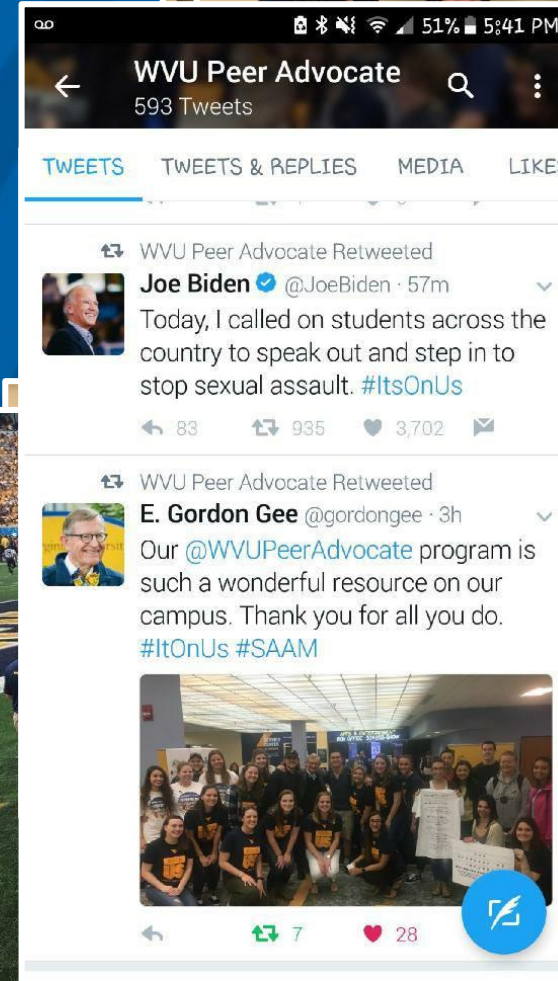 51% 5:41 PM
WVU Peer Advocate
593 Tweets
TWEETS TWEETS & REPLIES MEDIA LIKES
WVU Peer Advocate Retweeted
Joe Biden @JoeBiden · 57m
Today, I called on students across the
country to speak out and step in to
stop sexual assault. #ItsOnUs
83 935 3,702
WVU Peer Advocate Retweeted
E. Gordon Gee @gordongee · 3h
Our @WVUPeerAdvocate program is
such a wonderful resource on our
campus. Thank you for all you do.
#ItOnUs #SAAM
7 28